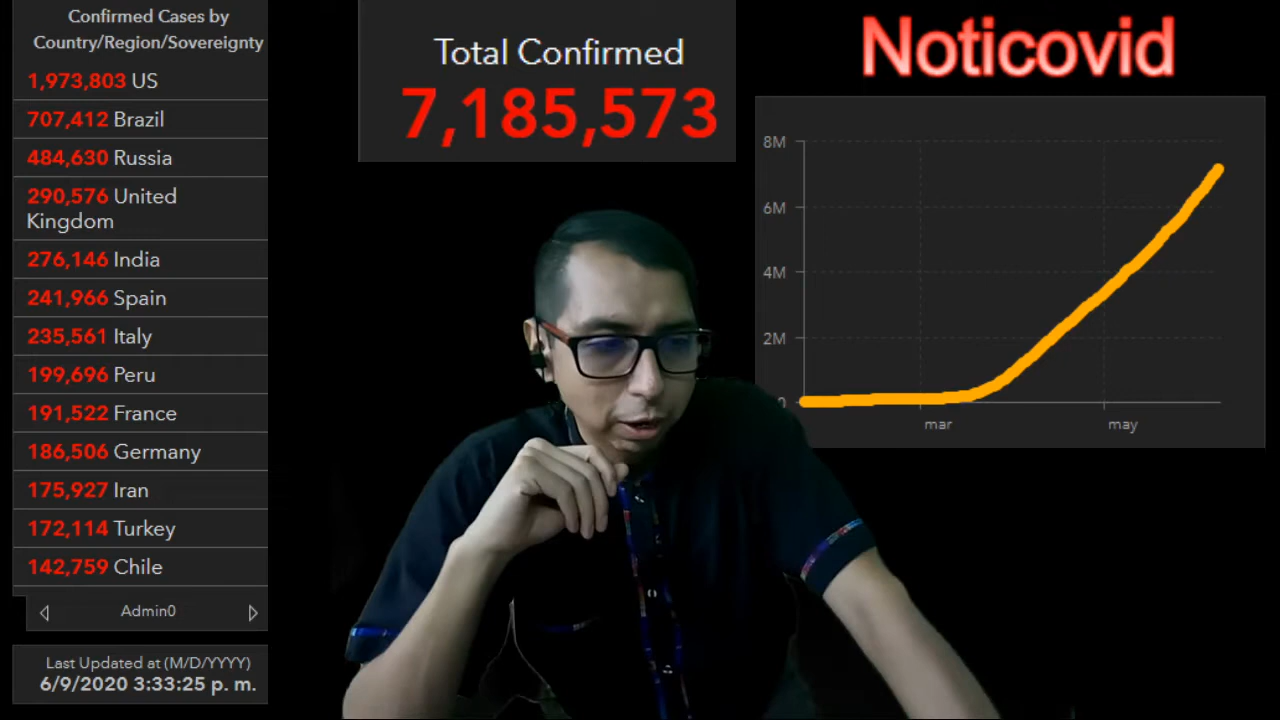 Confirmed Cases by
Country/Region/Sovereignty
1,973,803 US
707,412 Brazil
484,630 Russia
290,576 United
Kingdom
276,146 India
241,966 Spain
235,561 Italy
199,696 Peru
191,522 France
186,506 Germany
175,927 Iran
172,114 Turkey
142,759 Chile
Admin0
Last Updated at (M/D/YYYY)
6/9/2020 3:33:25 p. m.
Total Confirmed
7,185,573
Noticovid
8M
6M
4M
2M
0
mar
may